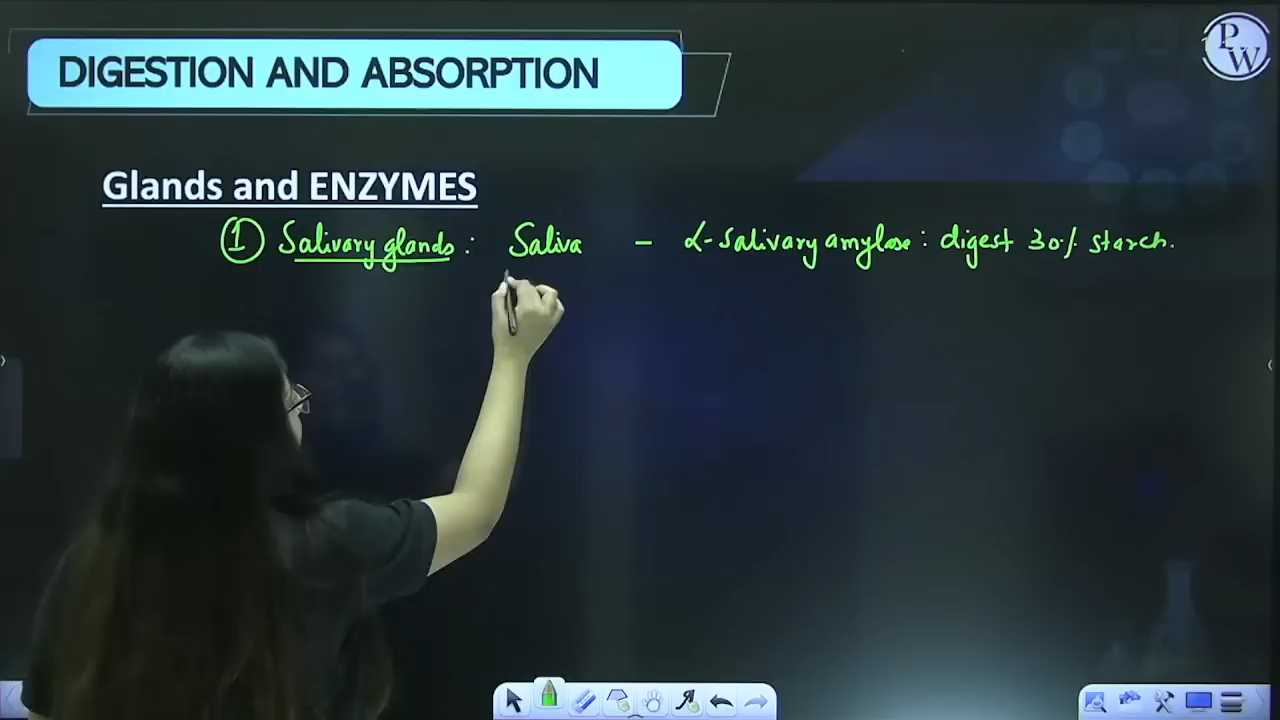 DIGESTION AND ABSORPTION
PW
Glands and ENZYMES
① Salivary glands : Saliva – α-Salivary amylase : digest 30% starch.